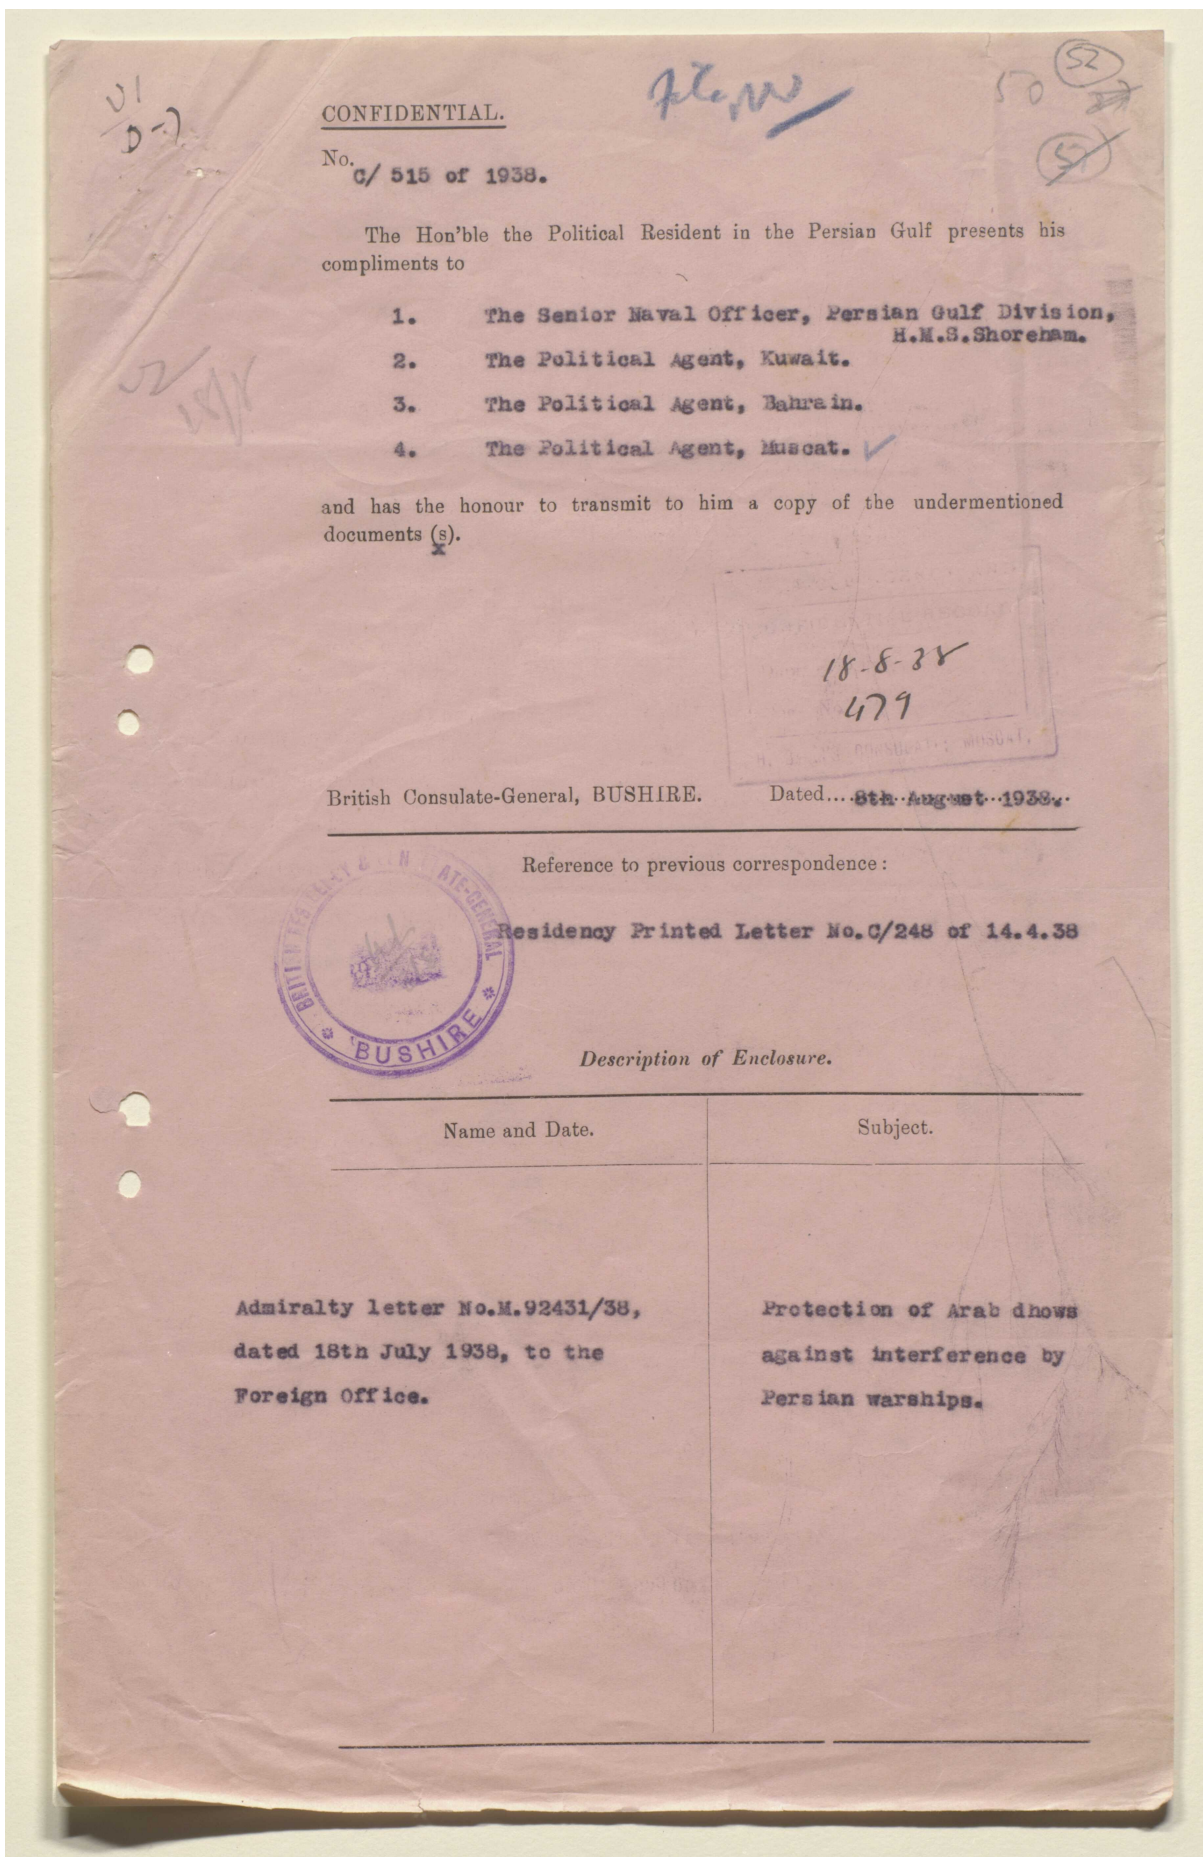 50
52
CONFIDENTIAL.
No. C/ 515 of 1938.
The Hon'ble the Political Resident in the Persian Gulf presents his
compliments to
1. The Senior Naval Officer, Persian Gulf Division,
H.M.S.Shoreham.
2. The Political Agent, Kuwait.
3. The Political Agent, Bahrain.
4. The Political Agent, Muscat.
and has the honour to transmit to him a copy of the undermentioned
documents (s).
x
18-8-38
479
British Consulate-General, BUSHIRE. Dated....8th..August...1938..
Reference to previous correspondence :
Residency Printed Letter No.C/248 of 14.4.38
BUSHIRE
Description of Enclosure.
Name and Date. Subject.
Admiralty letter No.M.92431/38, Protection of Arab dhows
dated 18th July 1938, to the against interference by
Foreign Office. Persian warships.